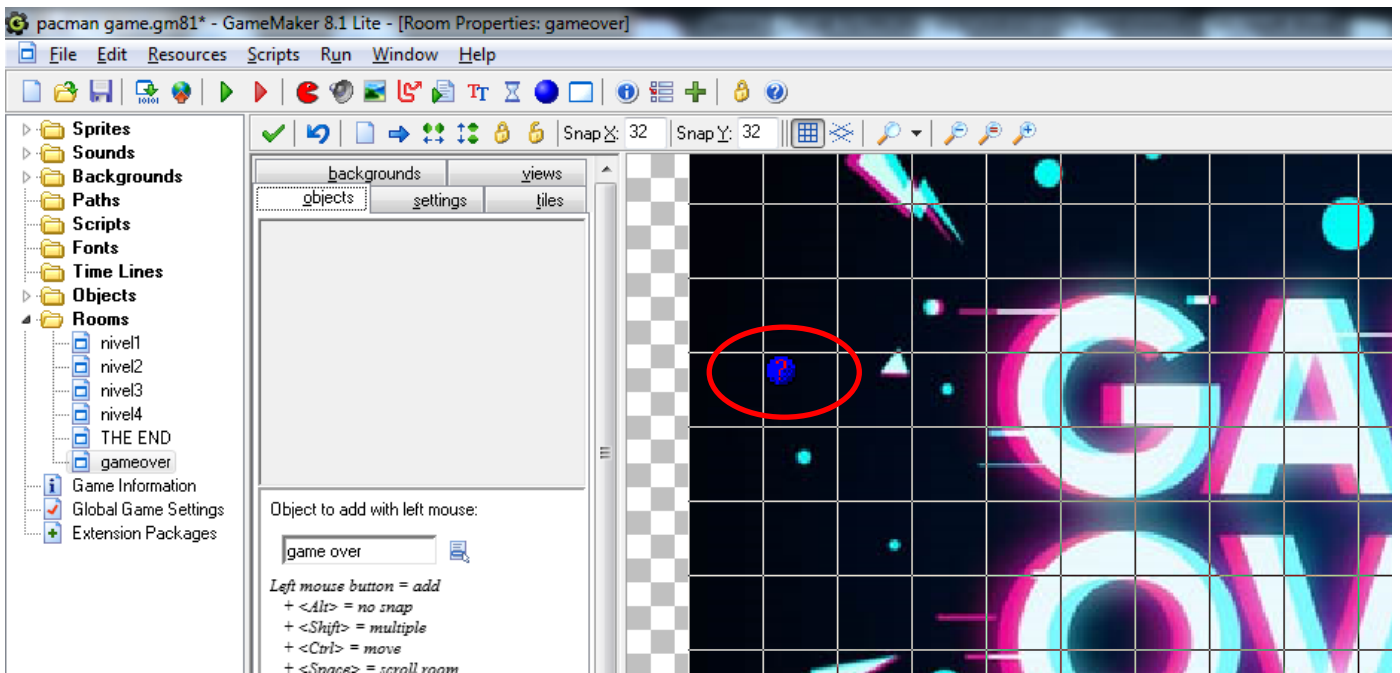 pacman game.gm81* - GameMaker 8.1 Lite - [Room Properties: gameover]
File Edit Resources Scripts Run Window Help
Snap X: 32 Snap Y: 32
Sprites
Sounds
Backgrounds
Paths
Scripts
Fonts
Time Lines
Objects
Rooms
nivel1
nivel2
nivel3
nivel4
THE END
gameover
Game Information
Global Game Settings
Extension Packages
backgrounds views
objects settings tiles
Object to add with left mouse:
game over
Left mouse button = add
+ <Alt> = no snap
+ <Shift> = multiple
+ <Ctrl> = move
+ <Space> = scroll room
?
GA
OV